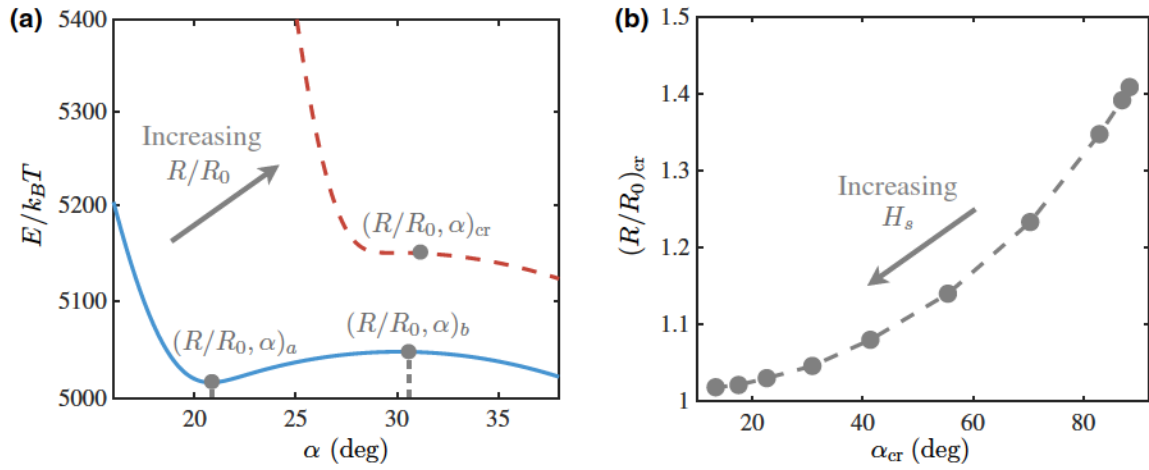 (a)
5400
5300
5200
5100
5000
E/k_BT
Increasing
R/R_0
(R/R_0, α)_cr
(R/R_0, α)_a
(R/R_0, α)_b
20
25
30
35
α (deg)
(b)
1.5
1.4
1.3
1.2
1.1
1
(R/R_0)_cr
Increasing
H_s
20
40
60
80
α_cr (deg)